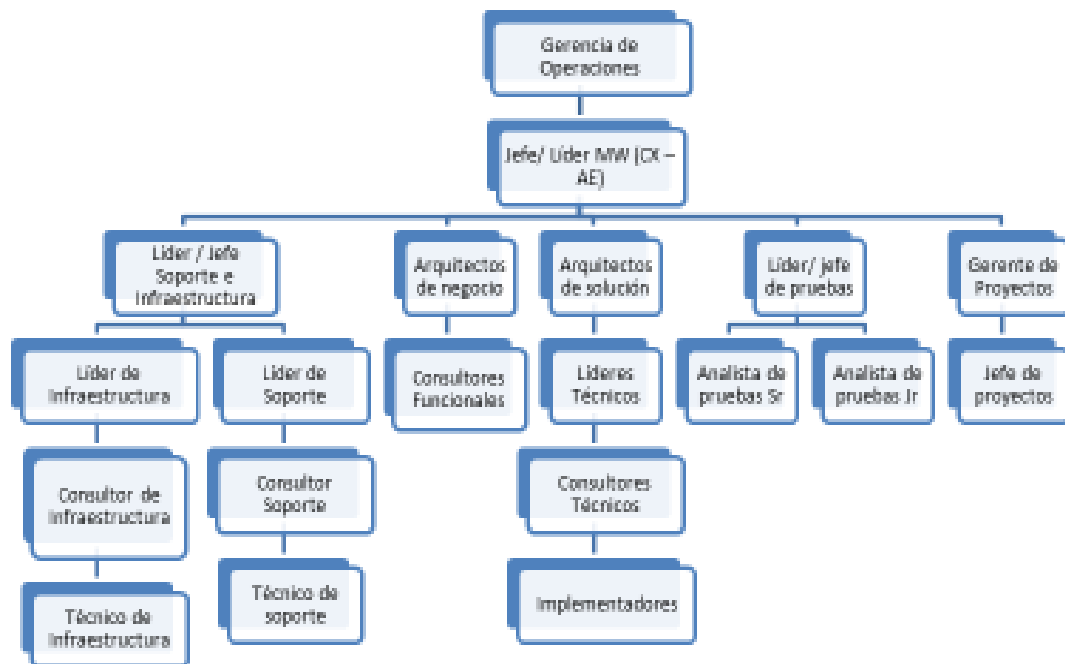 Gerencia de
Operaciones
Jefe/ Líder MW (CX –
AE)
Líder / Jefe
Soporte e
Infraestructura
Arquitectos
de negocio
Arquitectos
de solución
Líder/ jefe
de pruebas
Gerente de
Proyectos
Líder de
Infraestructura
Líder de
Soporte
Consultores
Funcionales
Líderes
Técnicos
Analista de
pruebas Sr
Analista de
pruebas Jr
Jefe de
proyectos
Consultor de
Infraestructura
Consultor
Soporte
Consultores
Técnicos
Técnico de
Infraestructura
Técnico de
soporte
Implementadores